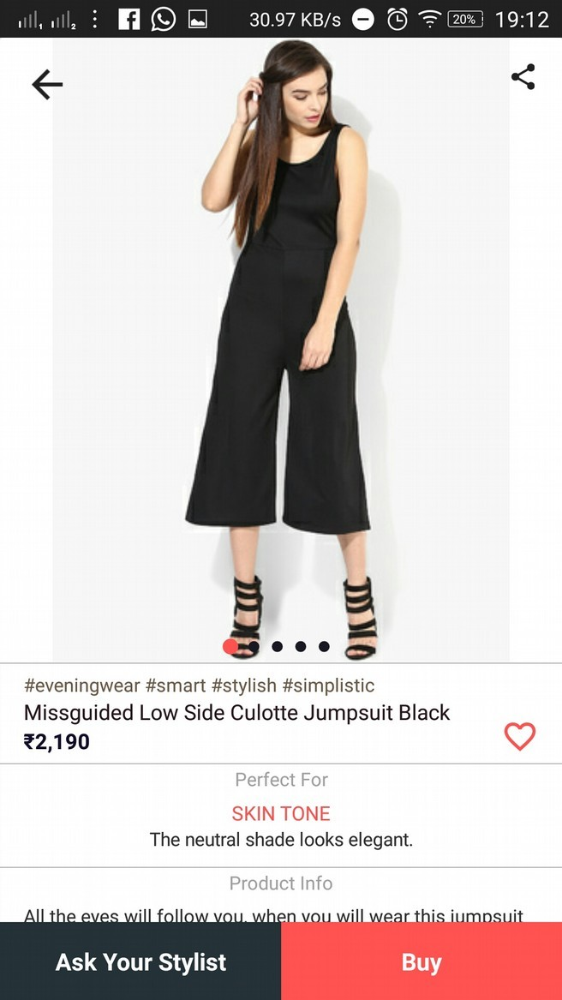 30.97 KB/s 20% 19:12
#eveningwear #smart #stylish #simplistic
Missguided Low Side Culotte Jumpsuit Black
₹2,190
Perfect For
SKIN TONE
The neutral shade looks elegant.
Product Info
All the eyes will follow you, when you will wear this jumpsuit
Ask Your Stylist Buy